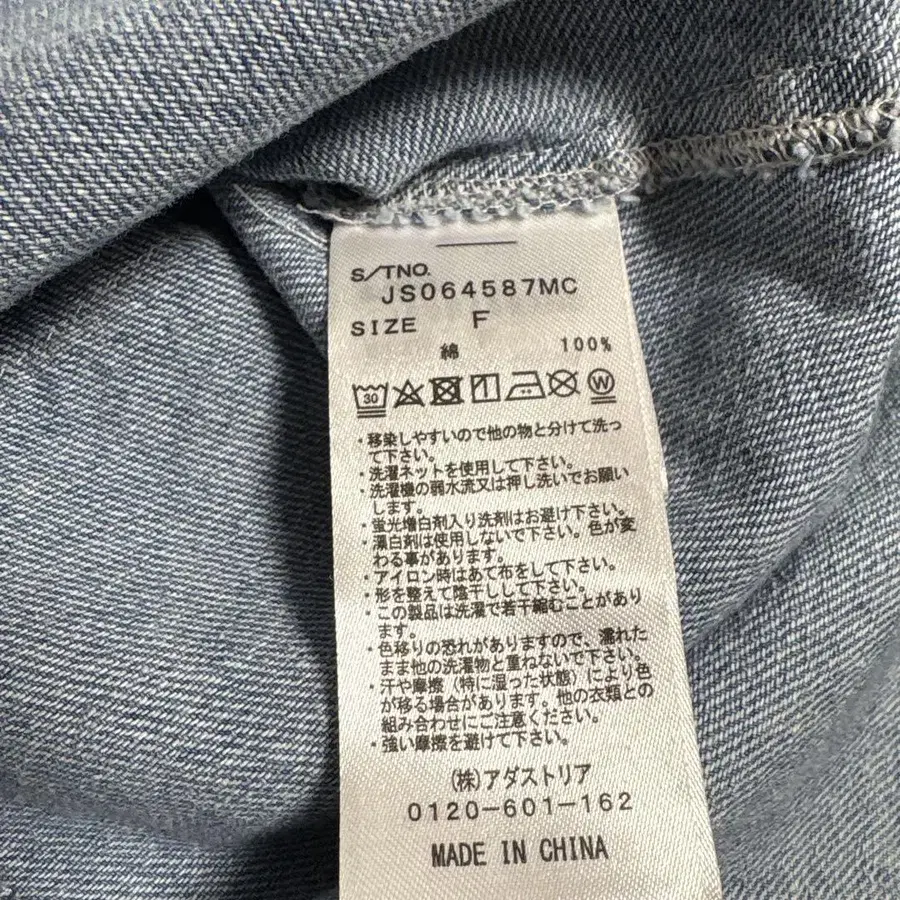 S/TNO.
JS064587MC
SIZE F
綿 100%
30 W
・移染しやすいので他の物と分けて洗っ
て下さい。
・洗濯ネットを使用して下さい。
・洗濯機の弱水流又は押し洗いでお願い
します。
・蛍光増白剤入り洗剤はお避け下さい。
・漂白剤は使用しないで下さい。色が変
わる事があります。
・アイロン時はあて布をして下さい。
・形を整えて陰干しして下さい。
・この製品は洗濯で若干縮むことがあり
ます。
・色移りの恐れがありますので、濡れた
まま他の洗濯物と重ねないで下さい。
・汗や摩擦（特に湿った状態）により色
が移る場合があります。他の衣類との
組み合わせにご注意ください。
・強い摩擦を避けて下さい。
(株)アダストリア
0120-601-162
MADE IN CHINA